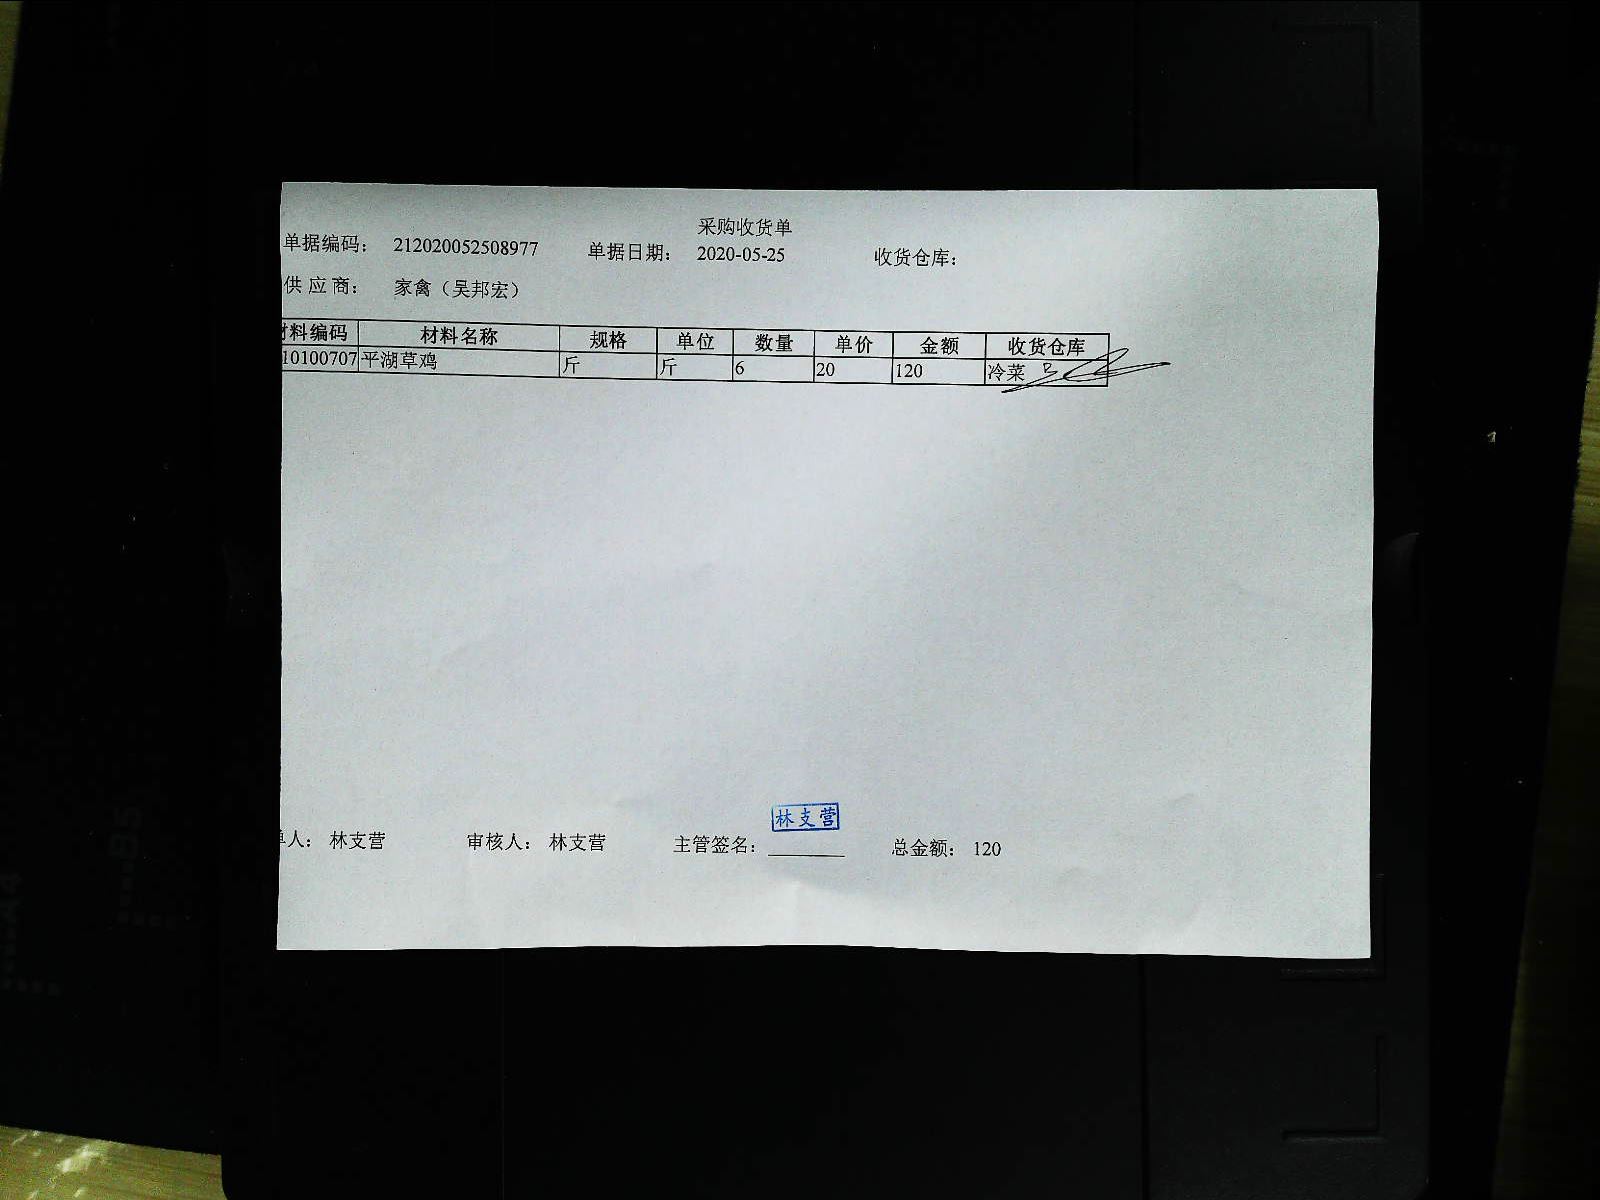 采购收货单
单据编码： 212020052508977 单据日期： 2020-05-25 收货仓库：
供应商： 家禽（吴邦宏）
材料编码 材料名称 规格 单位 数量 单价 金额 收货仓库
10100707 平湖草鸡 斤 斤 6 20 120 冷菜
林支营
单人： 林支营 审核人： 林支营 主管签名： 总金额： 120
B5
A4